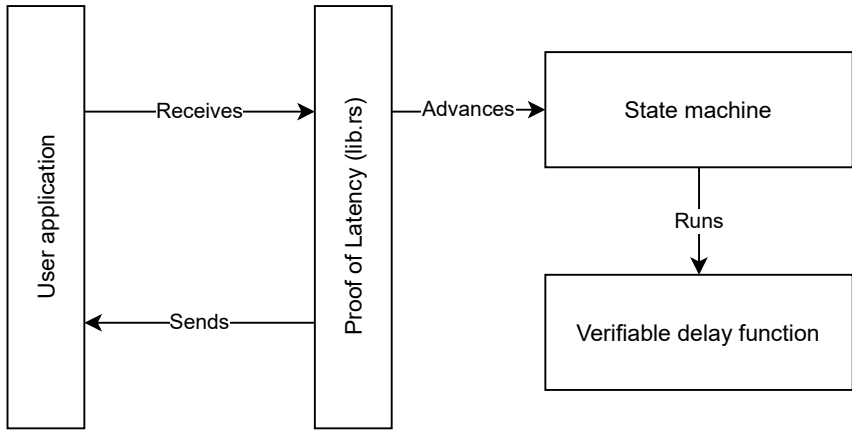 User application
Receives
Sends
Proof of Latency (lib.rs)
Advances
State machine
Runs
Verifiable delay function